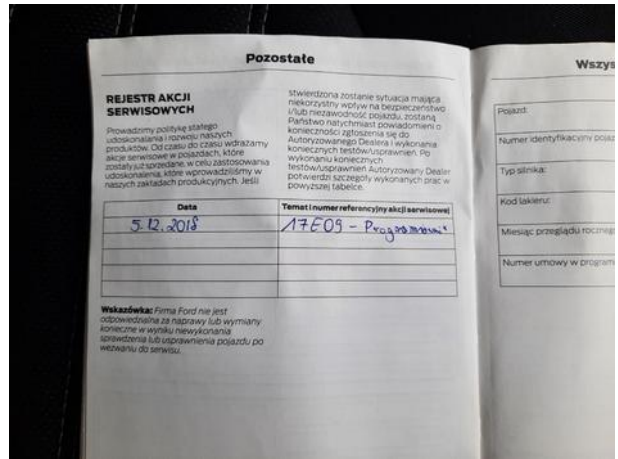 Pozostałe
REJESTR AKCJI
SERWISOWYCH
Prowadzimy politykę stałego
udoskonalania i rozwoju naszych
produktów. Od czasu do czasu wdrażamy
akcje serwisowe w pojazdach, które
zostały już sprzedane, w celu zastosowania
udoskonalenia, które wprowadziliśmy w
naszych zakładach produkcyjnych. Jeśli
stwierdzona zostanie sytuacja mająca
niekorzystny wpływ na bezpieczeństwo
i/lub niezawodność pojazdu, zostaną
Państwo natychmiast powiadomieni o
konieczności zgłoszenia się do
Autoryzowanego Dealera i wykonania
koniecznych testów/usprawnień. Po
wykonaniu koniecznych
testów/usprawnień Autoryzowany Dealer
potwierdzi szczegóły wykonanych prac w
powyższej tabelce.
Data
Temat i numer referencyjny akcji serwisowej
5.12.2018
17E09 -
Wskazówka: Firma Ford nie jest
odpowiedzialna za naprawy lub wymiany
konieczne w wyniku niewykonania
sprawdzenia lub usprawnienia pojazdu po
wezwaniu do serwisu.
Wszys
Pojazd:
Numer identyfikacyjny pojaz
Typ silnika:
Kod lakieru:
Miesiąc przeglądu roczneg
Numer umowy w program